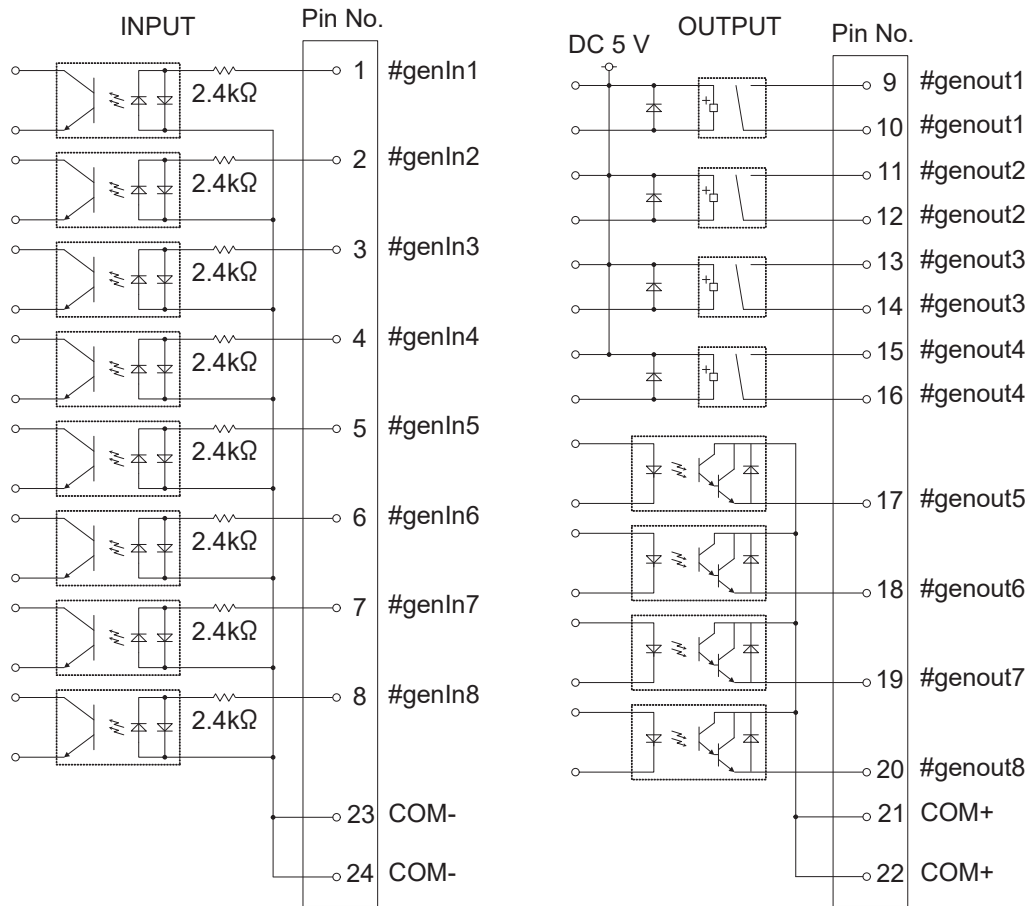 INPUT
Pin No.
2.4kΩ
1 #genIn1
2.4kΩ
2 #genIn2
2.4kΩ
3 #genIn3
2.4kΩ
4 #genIn4
2.4kΩ
5 #genIn5
2.4kΩ
6 #genIn6
2.4kΩ
7 #genIn7
2.4kΩ
8 #genIn8
23 COM-
24 COM-
OUTPUT
Pin No.
DC 5 V
+
9 #genout1
10 #genout1
+
11 #genout2
12 #genout2
+
13 #genout3
14 #genout3
+
15 #genout4
16 #genout4
17 #genout5
18 #genout6
19 #genout7
20 #genout8
21 COM+
22 COM+